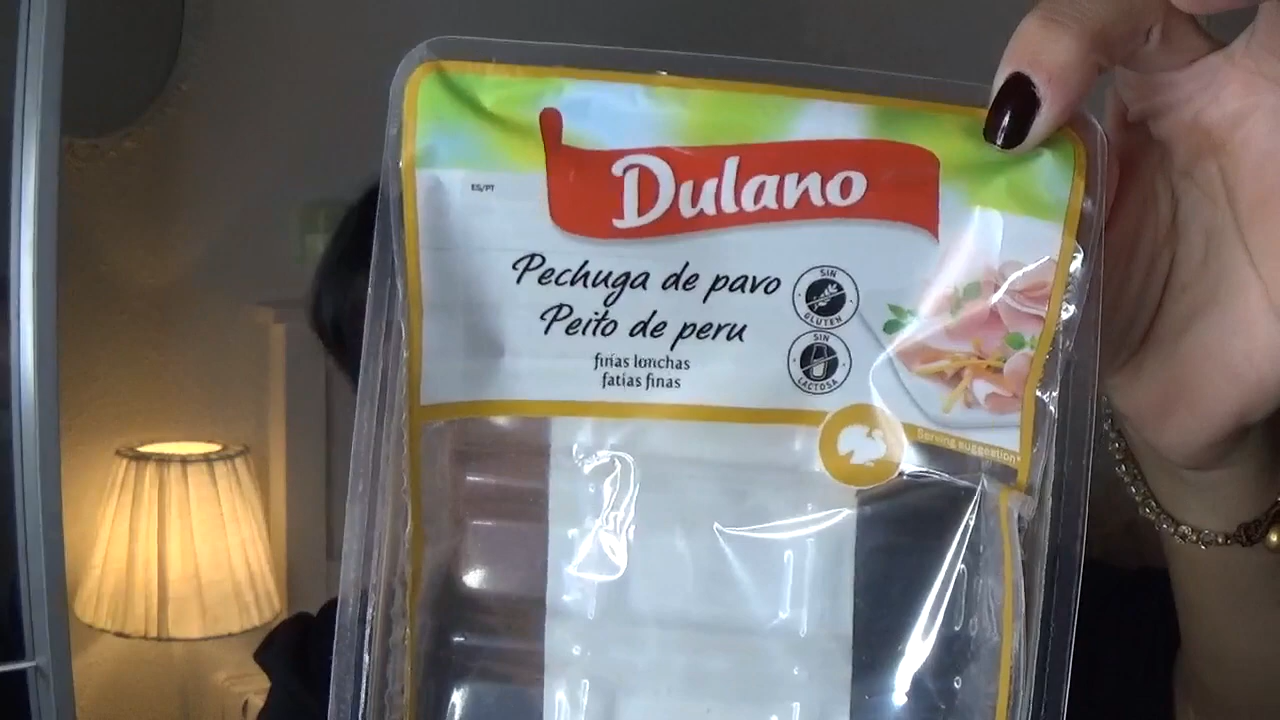 Dulano
ES/PT
Pechuga de pavo
Peito de peru
finas lonchas
fatias finas
SIN
GLUTEN
SIN
LACTOSA
Serving suggestion*